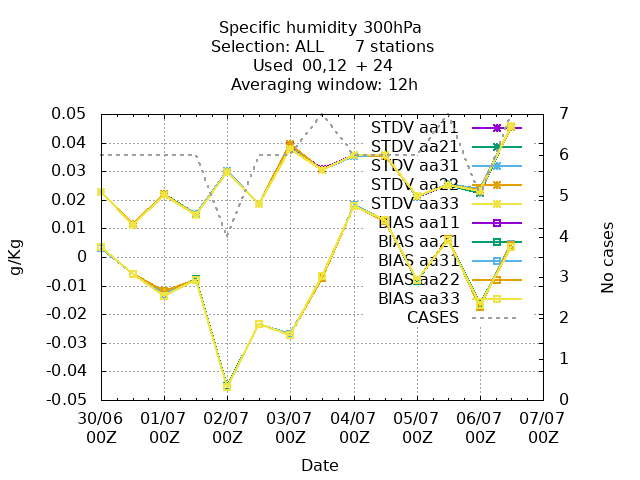 Specific humidity 300hPa
Selection: ALL 7 stations
Used 00,12 + 24
Averaging window: 12h
0.05
0.04
0.03
0.02
0.01
0
-0.01
-0.02
-0.03
-0.04
-0.05
g/Kg
STDV aa11
STDV aa21
STDV aa31
STDV aa22
STDV aa33
BIAS aa11
BIAS aa21
BIAS aa31
BIAS aa22
BIAS aa33
CASES
7
6
5
4
3
2
1
0
No cases
30/06 01/07 02/07 03/07 04/07 05/07 06/07 07/07
00Z 00Z 00Z 00Z 00Z 00Z 00Z 00Z
Date